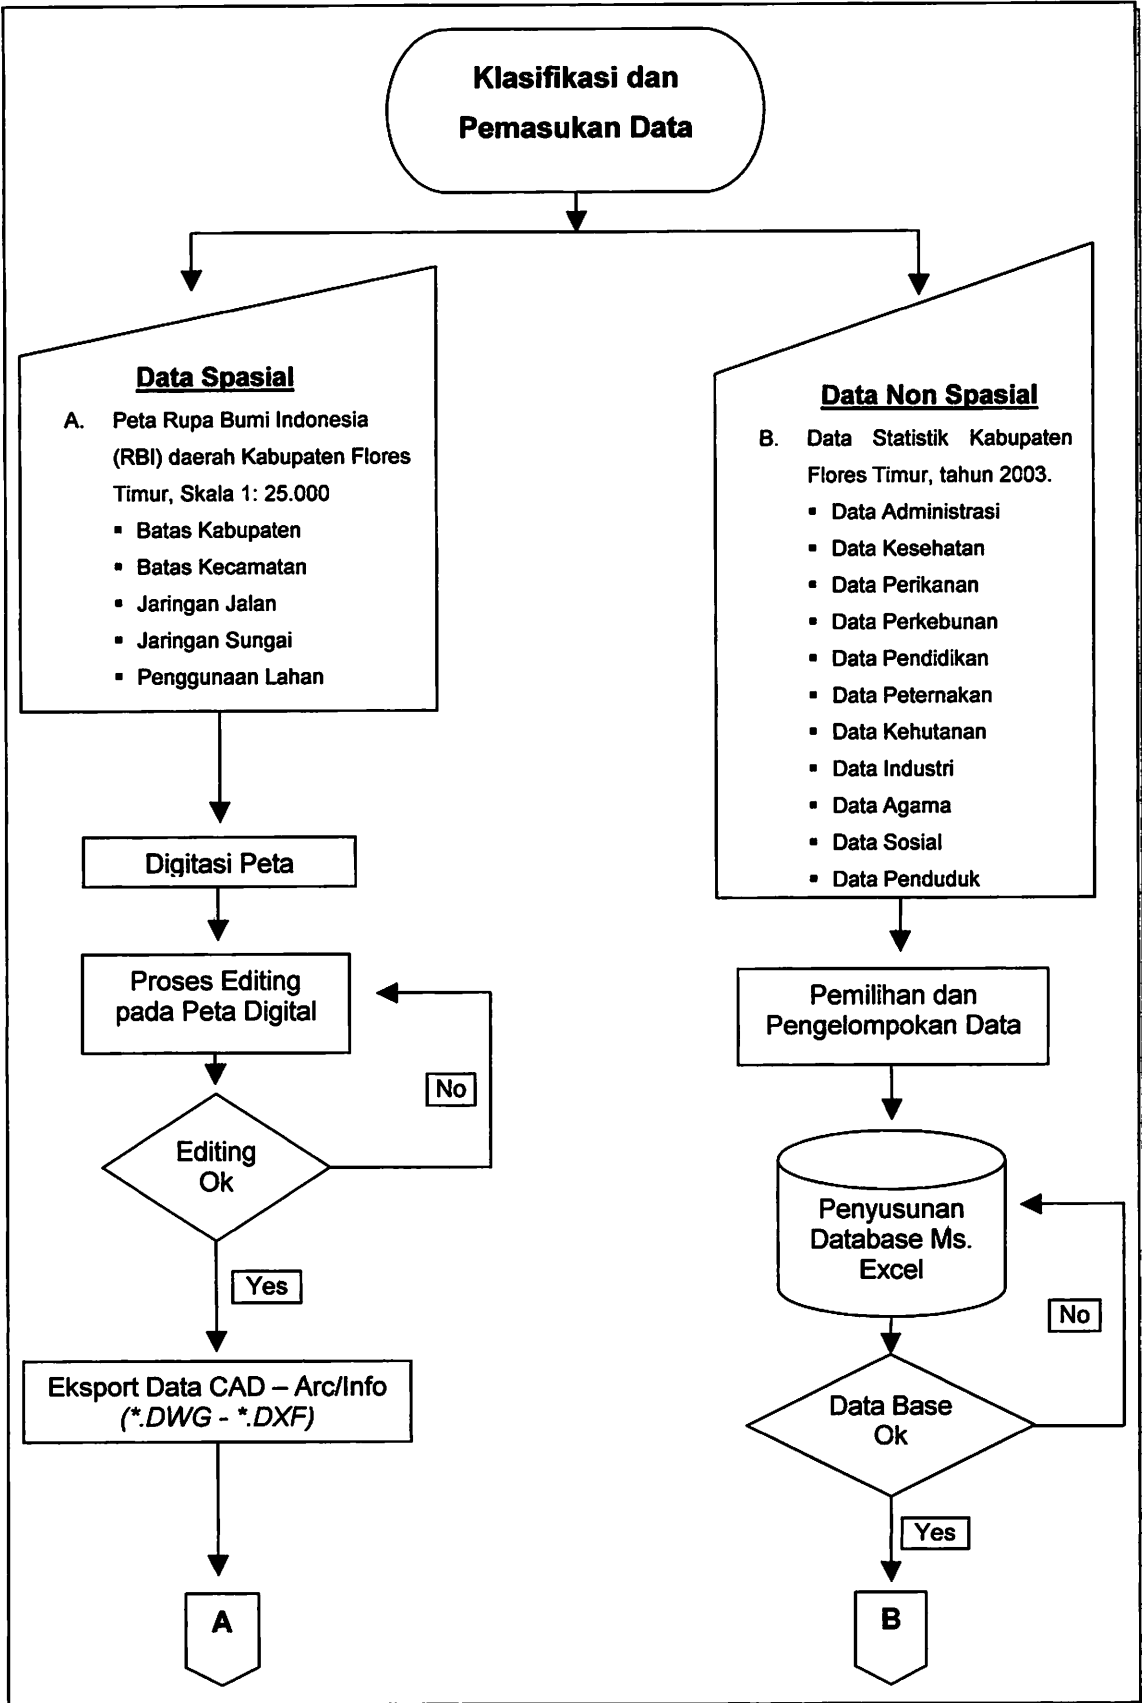 Klasifikasi dan
Pemasukan Data
Data Spasial
A. Peta Rupa Bumi Indonesia
(RBI) daerah Kabupaten Flores
Timur, Skala 1: 25.000
▪ Batas Kabupaten
▪ Batas Kecamatan
▪ Jaringan Jalan
▪ Jaringan Sungai
▪ Penggunaan Lahan
Digitasi Peta
Proses Editing
pada Peta Digital
No
Editing
Ok
Yes
Eksport Data CAD – Arc/Info
(*.DWG - *.DXF)
A
Data Non Spasial
B. Data Statistik Kabupaten
Flores Timur, tahun 2003.
▪ Data Administrasi
▪ Data Kesehatan
▪ Data Perikanan
▪ Data Perkebunan
▪ Data Pendidikan
▪ Data Peternakan
▪ Data Kehutanan
▪ Data Industri
▪ Data Agama
▪ Data Sosial
▪ Data Penduduk
Pemilihan dan
Pengelompokan Data
Penyusunan
Database Ms.
Excel
No
Data Base
Ok
Yes
B